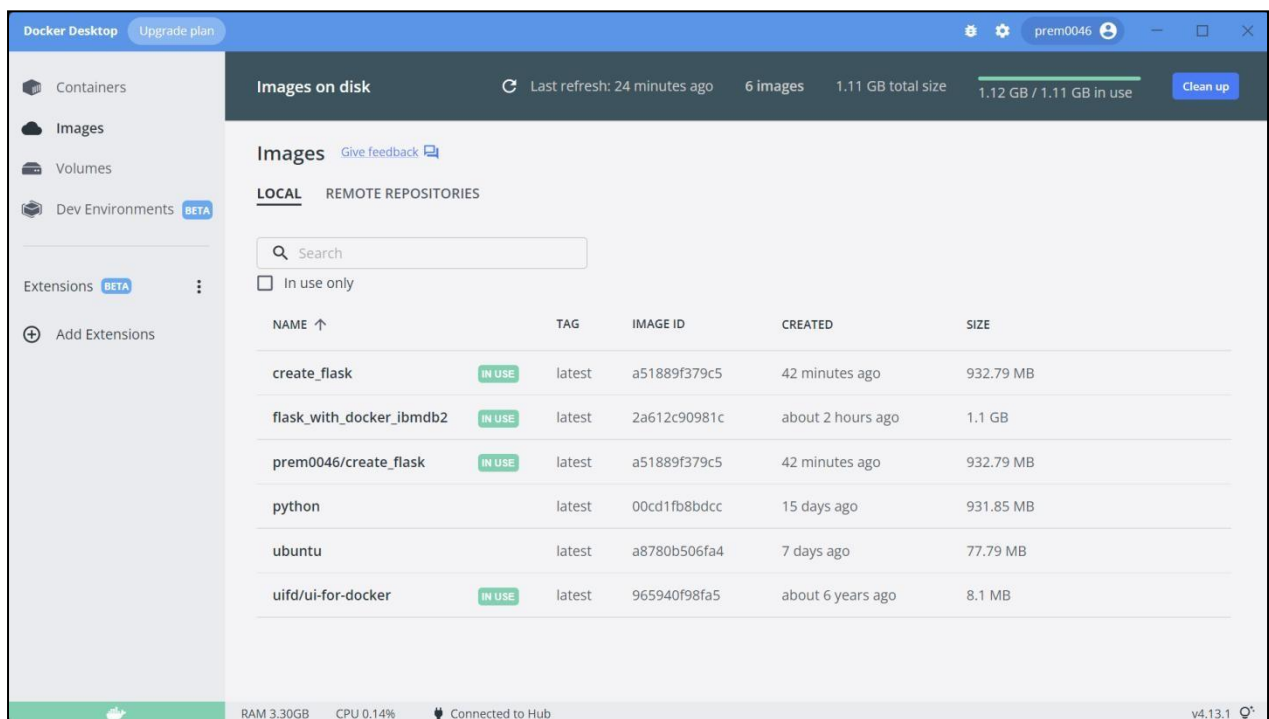 Docker Desktop Upgrade plan prem0046
Containers
Images
Volumes
Dev Environments BETA
Extensions BETA
Add Extensions
Images on disk Last refresh: 24 minutes ago 6 images 1.11 GB total size 1.12 GB / 1.11 GB in use Clean up
Images Give feedback
LOCAL REMOTE REPOSITORIES
Search
In use only
NAME TAG IMAGE ID CREATED SIZE
create_flask IN USE latest a51889f379c5 42 minutes ago 932.79 MB
flask_with_docker_ibmdb2 IN USE latest 2a612c90981c about 2 hours ago 1.1 GB
prem0046/create_flask IN USE latest a51889f379c5 42 minutes ago 932.79 MB
python latest 00cd1fb8bdcc 15 days ago 931.85 MB
ubuntu latest a8780b506fa4 7 days ago 77.79 MB
uifd/ui-for-docker IN USE latest 965940f98fa5 about 6 years ago 8.1 MB
RAM 3.30GB CPU 0.14% Connected to Hub v4.13.1